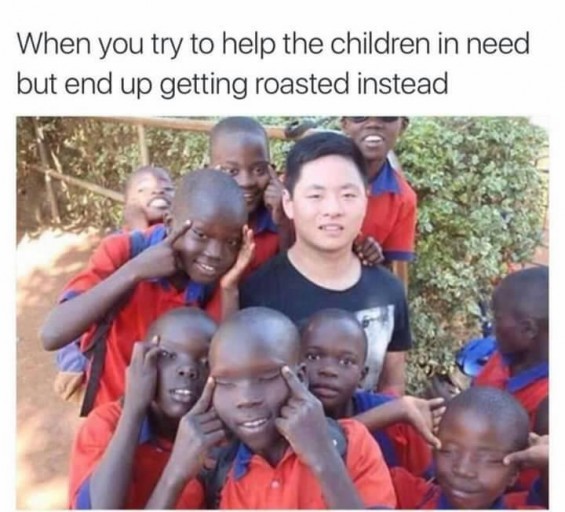 When you try to help the children in need
but end up getting roasted instead